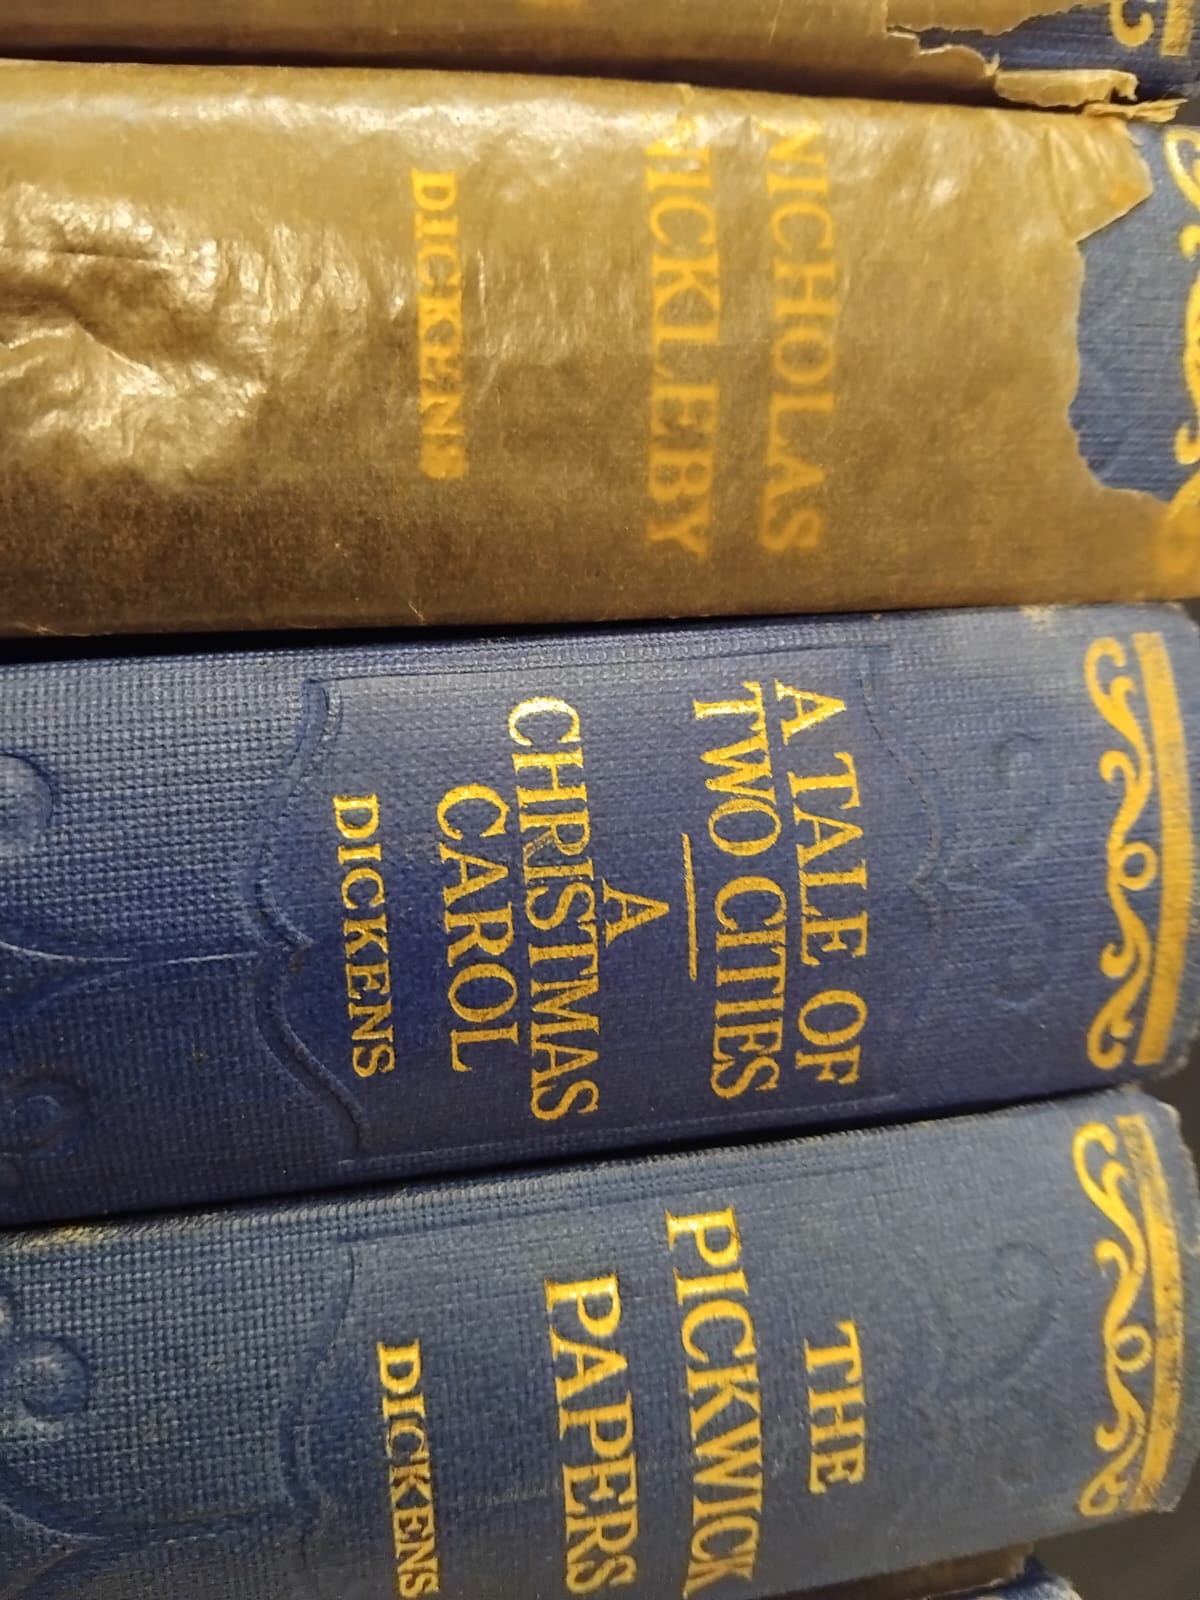 NICHOLAS
NICKLEBY
DICKENS
A TALE OF
TWO CITIES
A
CHRISTMAS
CAROL
DICKENS
THE
PICKWICK
PAPERS
DICKENS